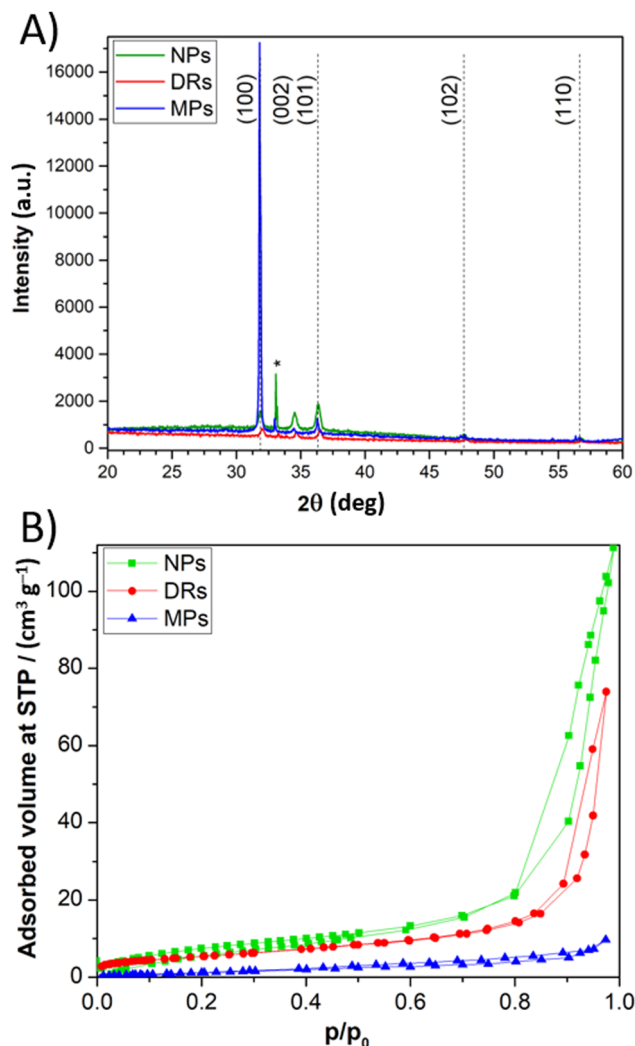 A)
NPs
DRs
MPs
(100)
(002)
(101)
(102)
(110)
*
16000
14000
12000
10000
8000
6000
4000
2000
0
Intensity (a.u.)
20 25 30 35 40 45 50 55 60
2θ (deg)
B)
NPs
DRs
MPs
100
80
60
40
20
0
Adsorbed volume at STP / (cm³ g⁻¹)
0.0 0.2 0.4 0.6 0.8 1.0
p/p₀